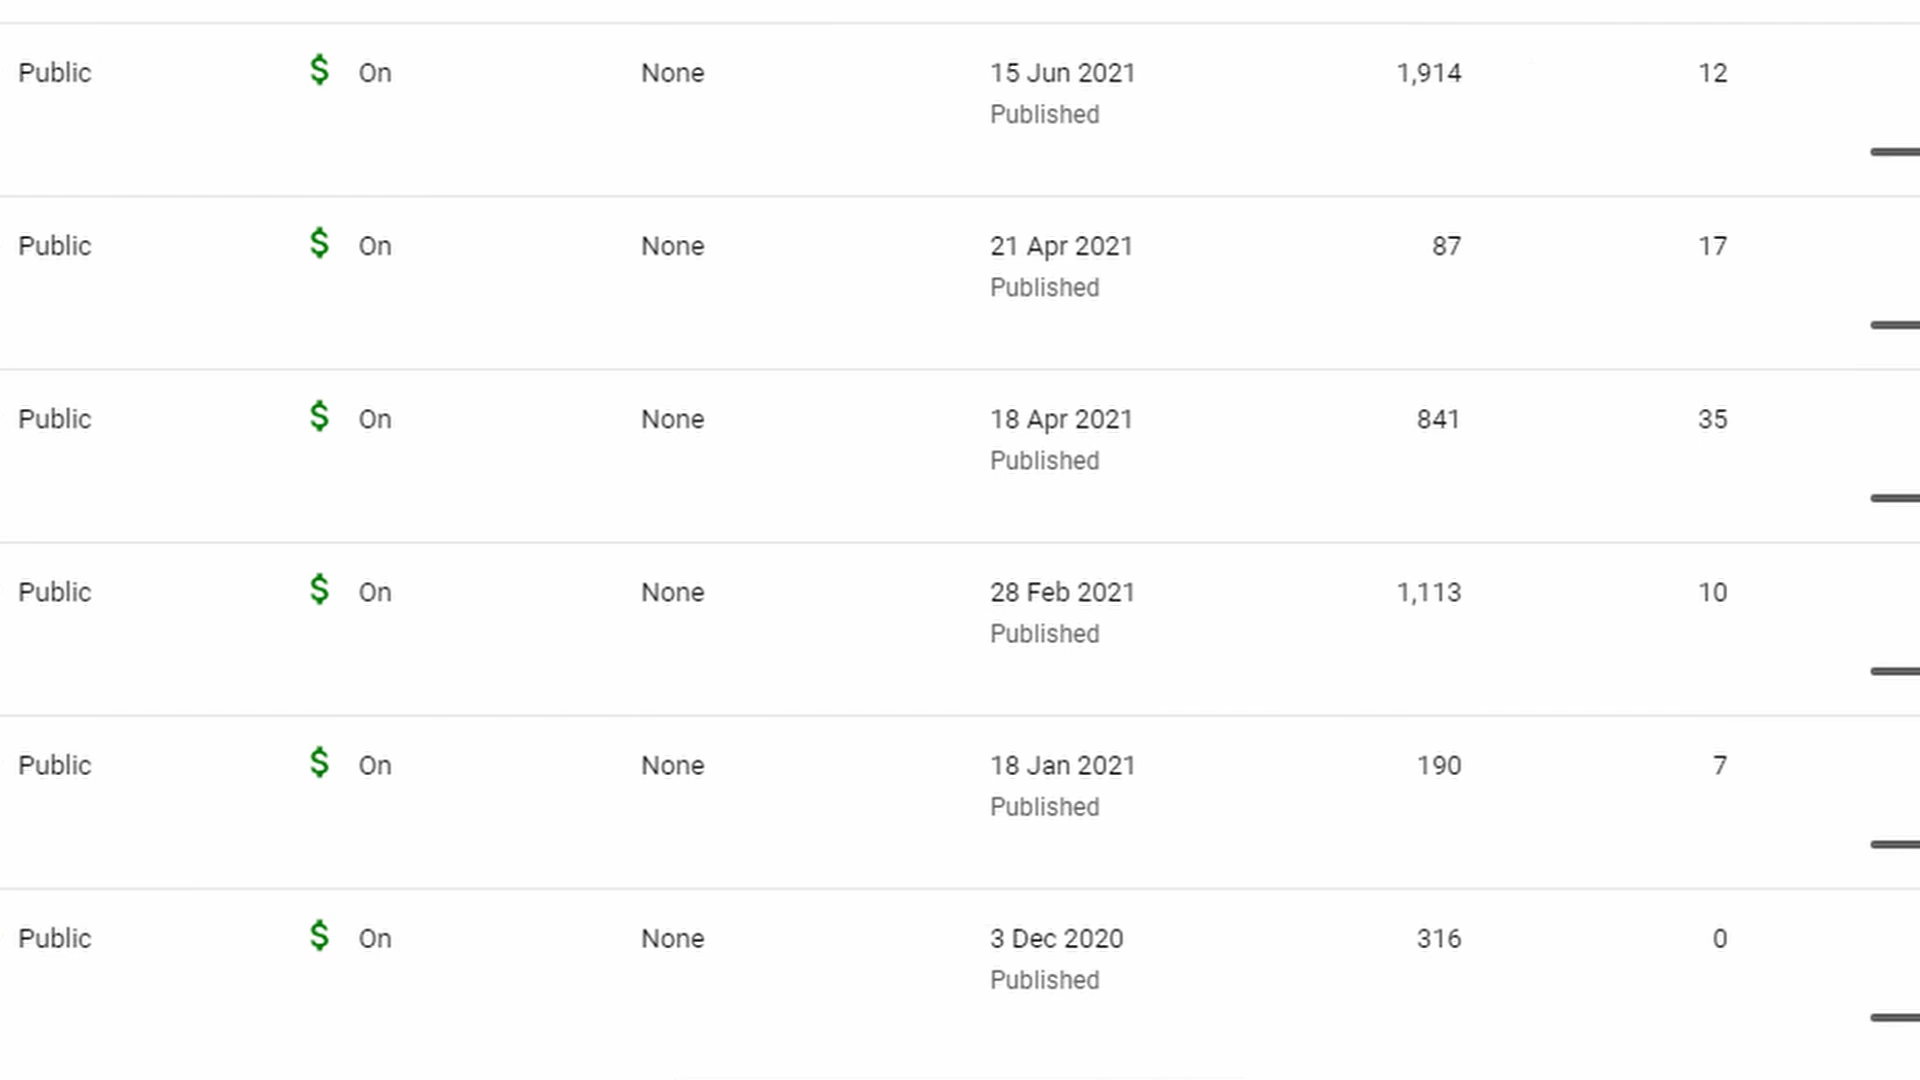 Public $ On None 15 Jun 2021 1,914 12
Published
Public $ On None 21 Apr 2021 87 17
Published
Public $ On None 18 Apr 2021 841 35
Published
Public $ On None 28 Feb 2021 1,113 10
Published
Public $ On None 18 Jan 2021 190 7
Published
Public $ On None 3 Dec 2020 316 0
Published